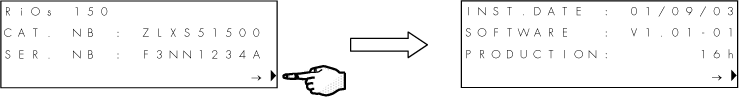 RiOs 150
CAT. NB : ZLXS51500
SER. NB : F3NN1234A
→
INST.DATE : 01/09/03
SOFTWARE : V1.01-01
PRODUCTION: 16h
→